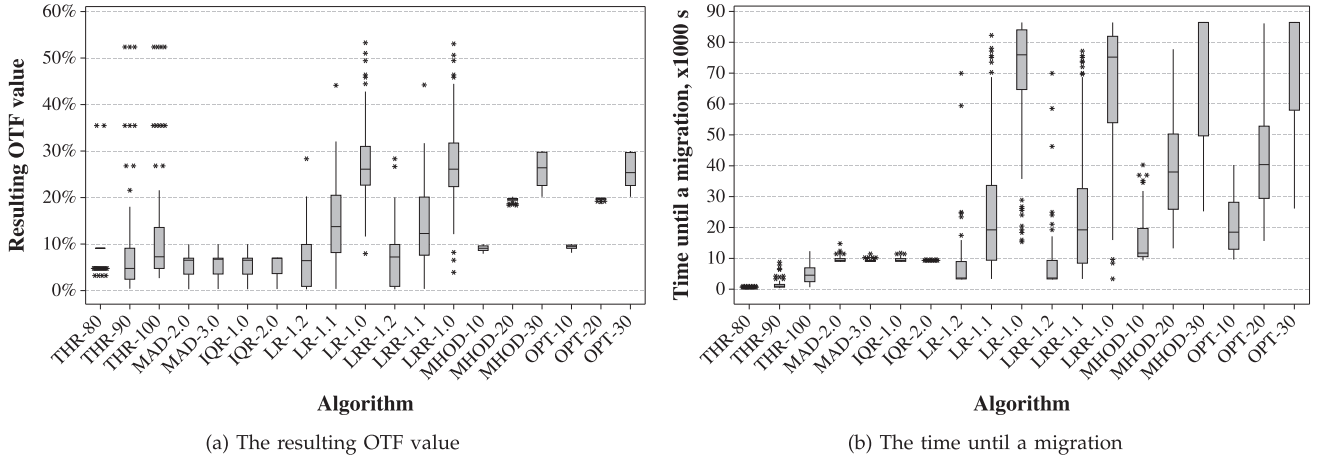 Resulting OTF value
60%
50%
40%
30%
20%
10%
0%
THR-80
THR-90
THR-100
MAD-2.0
MAD-3.0
IQR-1.0
IQR-2.0
LR-1.2
LR-1.1
LR-1.0
LRR-1.2
LRR-1.1
LRR-1.0
MHOD-10
MHOD-20
MHOD-30
OPT-10
OPT-20
OPT-30
Algorithm
(a) The resulting OTF value
Time until a migration, x1000 s
90
80
70
60
50
40
30
20
10
0
THR-80
THR-90
THR-100
MAD-2.0
MAD-3.0
IQR-1.0
IQR-2.0
LR-1.2
LR-1.1
LR-1.0
LRR-1.2
LRR-1.1
LRR-1.0
MHOD-10
MHOD-20
MHOD-30
OPT-10
OPT-20
OPT-30
Algorithm
(b) The time until a migration